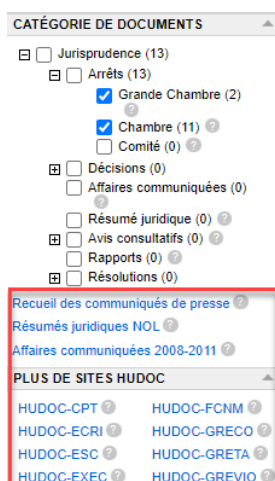 CATÉGORIE DE DOCUMENTS
Jurisprudence (13)
Arrêts (13)
Grande Chambre (2)
?
Chambre (11) ?
Comité (0) ?
Décisions (0)
Affaires communiquées (0)
?
Résumé juridique (0) ?
Avis consultatifs (0) ?
Rapports (0) ?
Résolutions (0)
Recueil des communiqués de presse ?
Résumés juridiques NOL ?
Affaires communiquées 2008-2011 ?
PLUS DE SITES HUDOC
HUDOC-CPT ? HUDOC-FCNM ?
HUDOC-ECRI ? HUDOC-GRECO ?
HUDOC-ESC ? HUDOC-GRETA ?
HUDOC-EXEC ? HUDOC-GREVIO ?